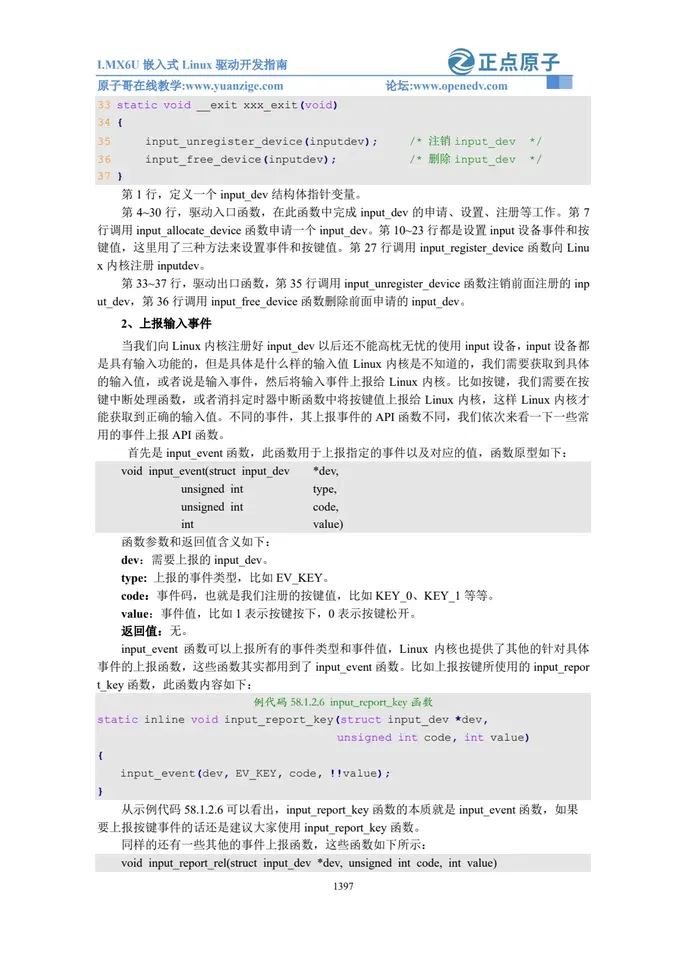 I.MX6U 嵌入式 Linux 驱动开发指南
正点原子
原子哥在线教学:www.yuanzige.com 论坛:www.openedv.com
33 static void __exit xxx_exit(void)
34 {
35 input_unregister_device(inputdev); /* 注销 input_dev */
36 input_free_device(inputdev); /* 删除 input_dev */
37 }
第 1 行，定义一个 input_dev 结构体指针变量。
第 4~30 行，驱动入口函数，在此函数中完成 input_dev 的申请、设置、注册等工作。第 7
行调用 input_allocate_device 函数申请一个 input_dev。第 10~23 行都是设置 input 设备事件和按
键值，这里用了三种方法来设置事件和按键值。第 27 行调用 input_register_device 函数向 Linu
x 内核注册 inputdev。
第 33~37 行，驱动出口函数，第 35 行调用 input_unregister_device 函数注销前面注册的 inp
ut_dev，第 36 行调用 input_free_device 函数删除前面申请的 input_dev。
2、上报输入事件
当我们向 Linux 内核注册好 input_dev 以后还不能高枕无忧的使用 input 设备，input 设备都
是具有输入功能的，但是具体是什么样的输入值 Linux 内核是不知道的，我们需要获取到具体
的输入值，或者说是输入事件，然后将输入事件上报给 Linux 内核。比如按键，我们需要在按
键中断处理函数，或者消抖定时器中断函数中将按键值上报给 Linux 内核，这样 Linux 内核才
能获取到正确的输入值。不同的事件，其上报事件的 API 函数不同，我们依次来看一下一些常
用的事件上报 API 函数。
首先是 input_event 函数，此函数用于上报指定的事件以及对应的值，函数原型如下：
void input_event(struct input_dev *dev,
unsigned int type,
unsigned int code,
int value)
函数参数和返回值含义如下：
dev：需要上报的 input_dev。
type: 上报的事件类型，比如 EV_KEY。
code：事件码，也就是我们注册的按键值，比如 KEY_0、KEY_1 等等。
value：事件值，比如 1 表示按键按下，0 表示按键松开。
返回值：无。
input_event 函数可以上报所有的事件类型和事件值，Linux 内核也提供了其他的针对具体
事件的上报函数，这些函数其实都用到了 input_event 函数。比如上报按键所使用的 input_repor
t_key 函数，此函数内容如下：
例代码 58.1.2.6 input_report_key 函数
static inline void input_report_key(struct input_dev *dev,
unsigned int code, int value)
{
input_event(dev, EV_KEY, code, !!value);
}
从示例代码 58.1.2.6 可以看出，input_report_key 函数的本质就是 input_event 函数，如果
要上报按键事件的话还是建议大家使用 input_report_key 函数。
同样的还有一些其他的事件上报函数，这些函数如下所示：
void input_report_rel(struct input_dev *dev, unsigned int code, int value)
1397